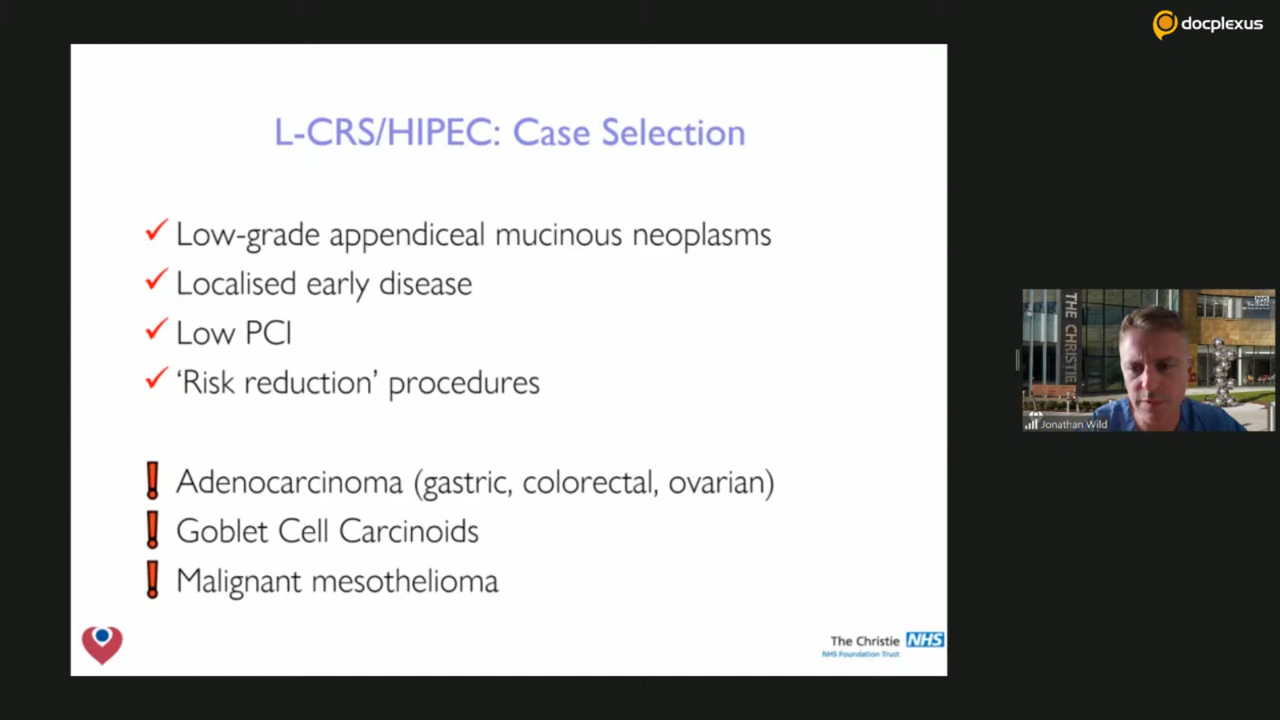 docplexus
L-CRS/HIPEC: Case Selection
✓ Low-grade appendiceal mucinous neoplasms
✓ Localised early disease
✓ Low PCI
✓ ‘Risk reduction’ procedures
! Adenocarcinoma (gastric, colorectal, ovarian)
! Goblet Cell Carcinoids
! Malignant mesothelioma
The Christie NHS
NHS Foundation Trust
THE CHRISTIE
NHS
Jonathan Wild